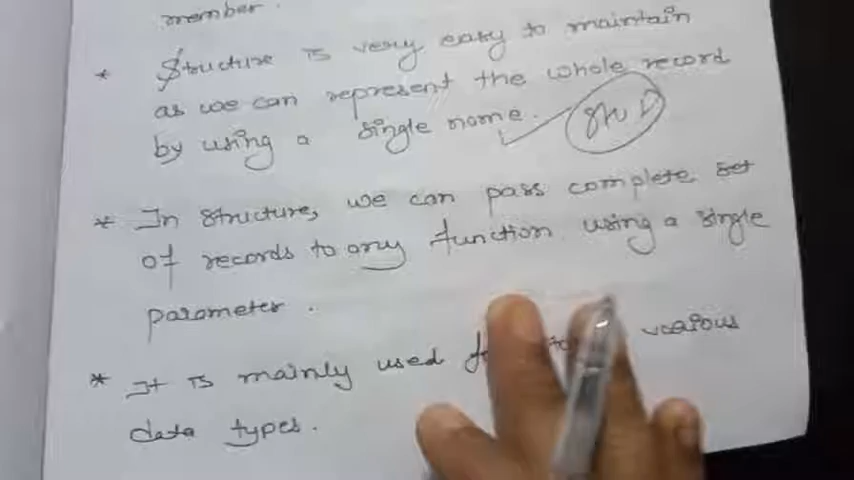 member.
* Structure is very easy to maintain
as we can represent the whole record
by using a single name.
* In structure, we can pass complete set
of records to any function using a single
parameter.
* It is mainly used various
data types.